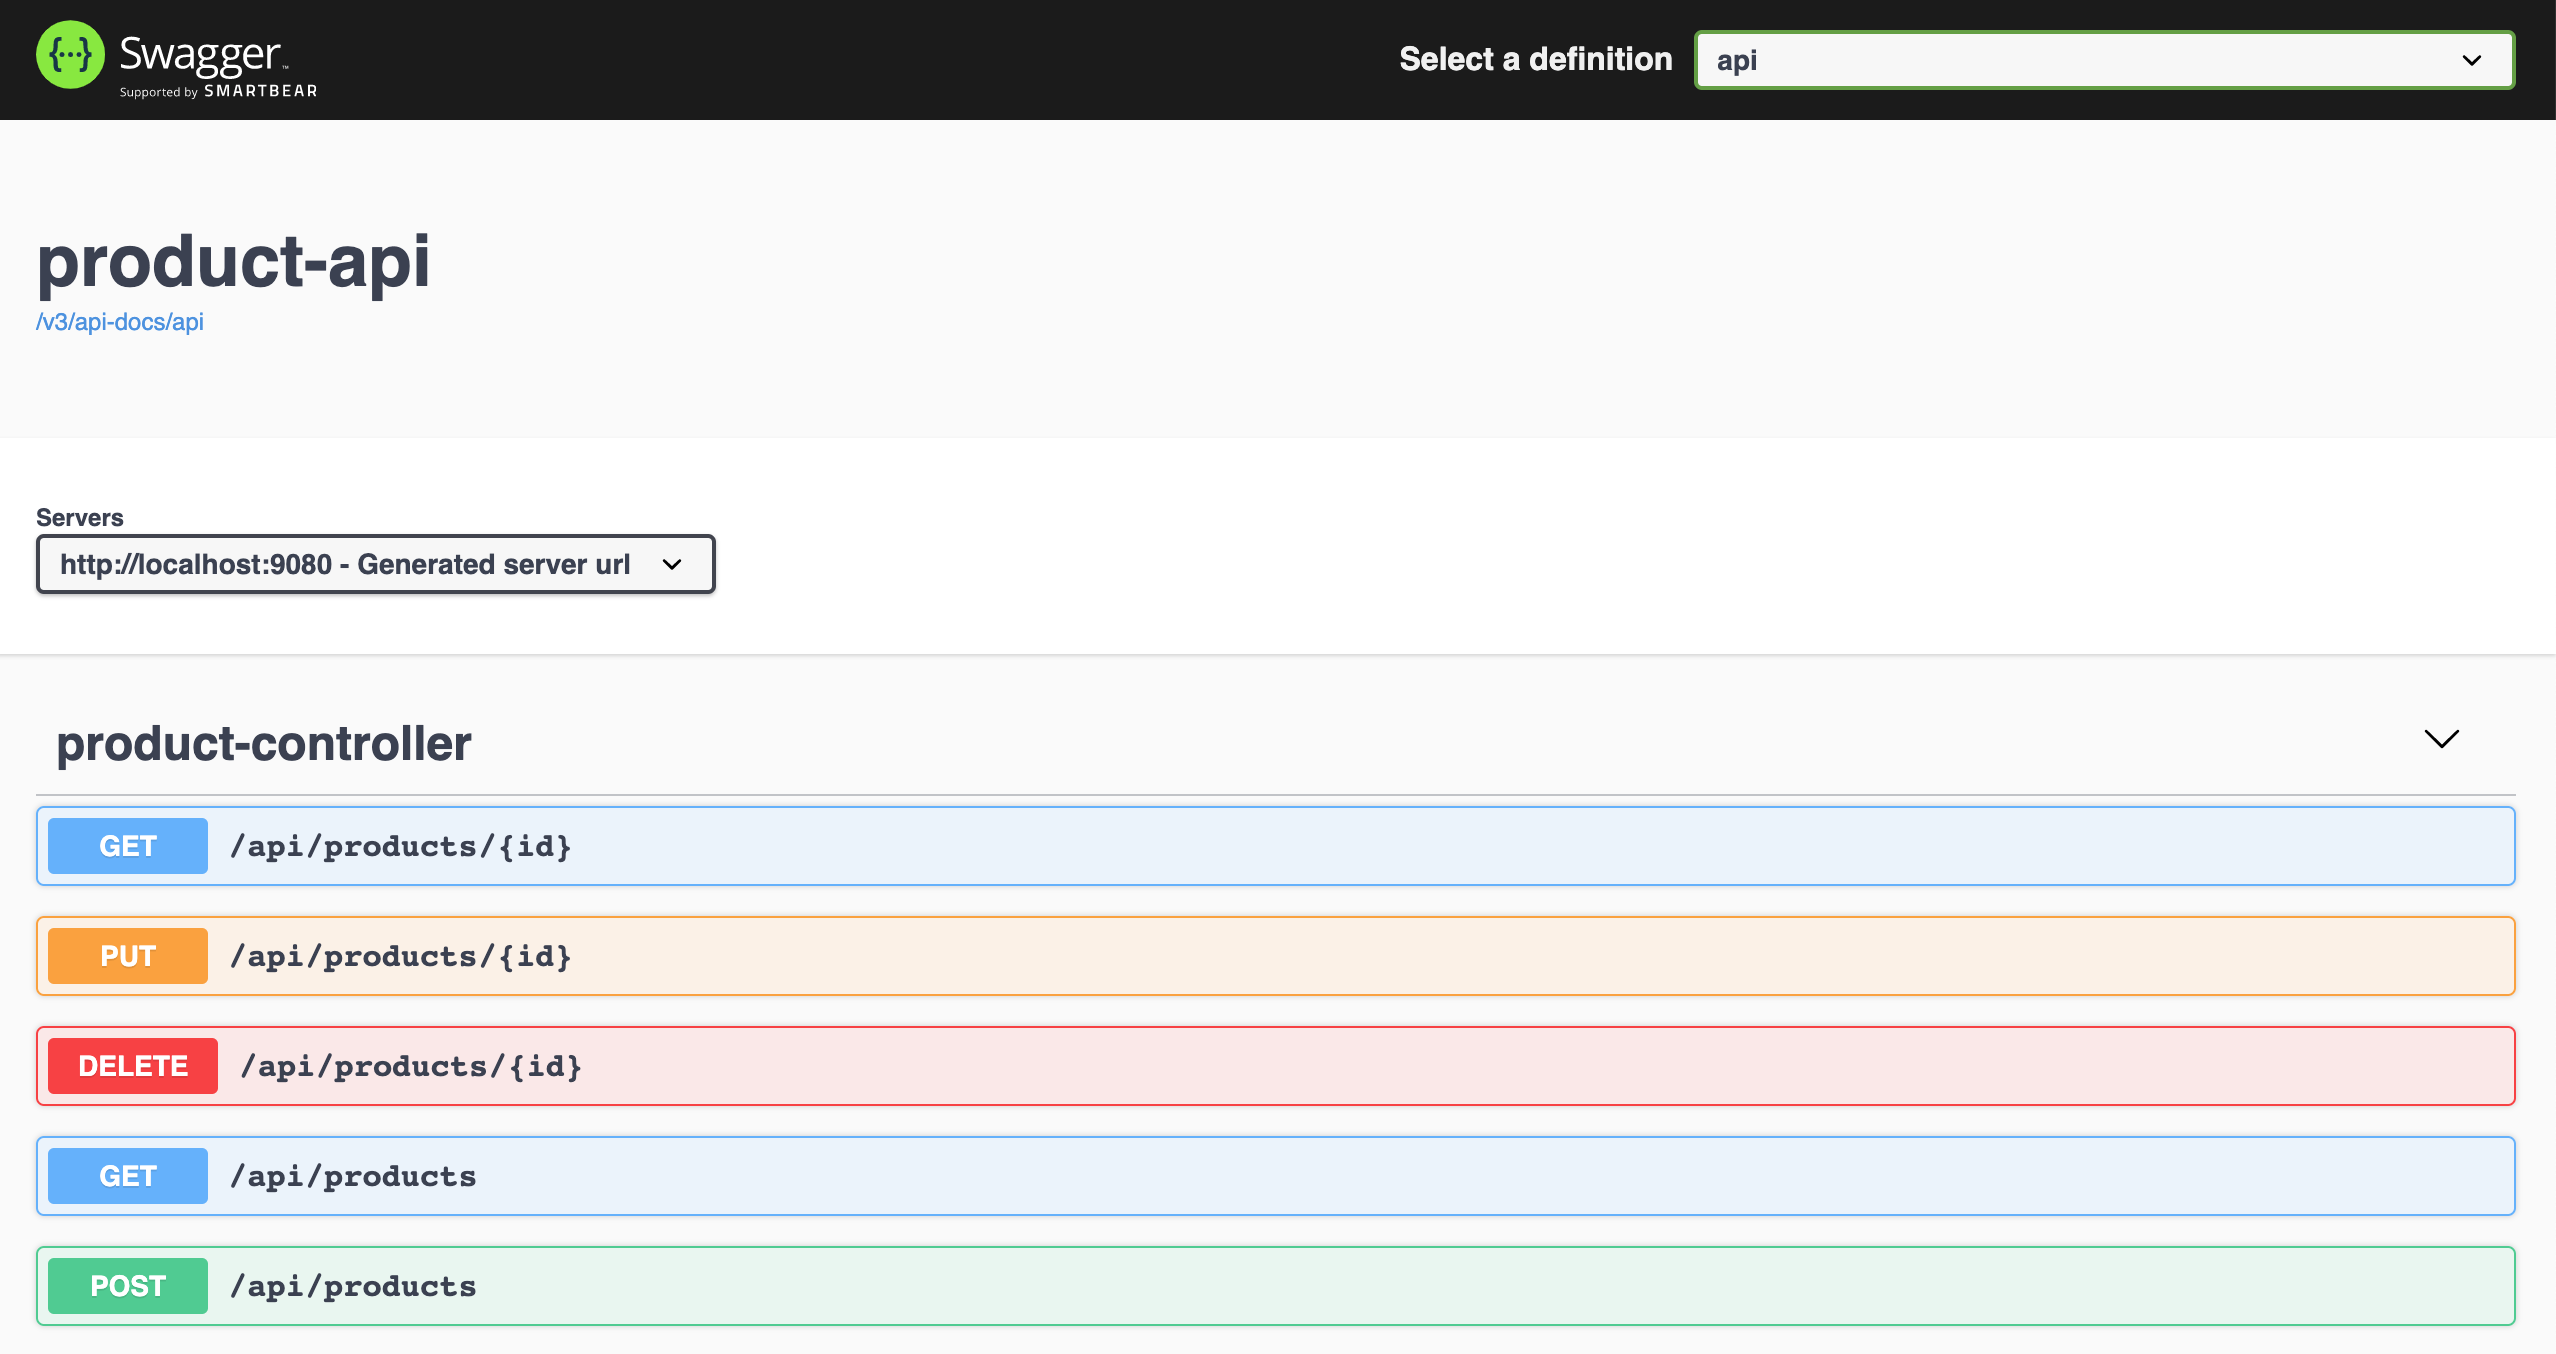 {···} Swagger™
Supported by SMARTBEAR
Select a definition
api
product-api
/v3/api-docs/api
Servers
http://localhost:9080 - Generated server url
product-controller
GET /api/products/{id}
PUT /api/products/{id}
DELETE /api/products/{id}
GET /api/products
POST /api/products